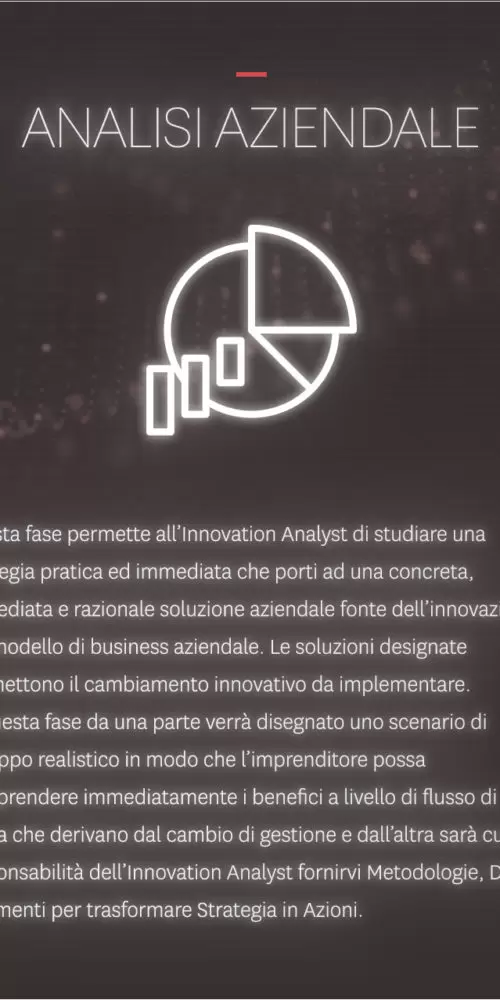 ANALISI AZIENDALE
sta fase permette all'Innovation Analyst di studiare una
egia pratica ed immediata che porti ad una concreta,
ediata e razionale soluzione aziendale fonte dell'innovazi
modello di business aziendale. Le soluzioni designate
mettono il cambiamento innovativo da implementare.
uesta fase da una parte verrà disegnato uno scenario di
ppo realistico in modo che l'imprenditore possa
prendere immediatamente i benefici a livello di flusso di
a che derivano dal cambio di gestione e dall'altra sarà cu
onsabilità dell'Innovation Analyst fornirvi Metodologie, D
menti per trasformare Strategia in Azioni.